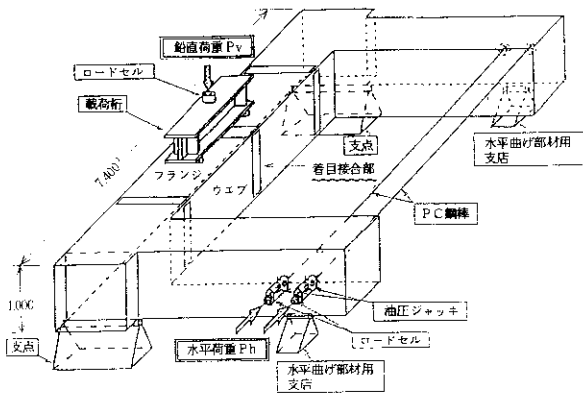 鉛直荷重Pv
ロードセル
載荷桁
7.400
フランジ
ウエブ
支点
着目接合部
水平曲げ部材用
支店
PC鋼棒
1.000
支点
油圧ジャッキ
ロードセル
水平荷重Ph
水平曲げ部材用
支店